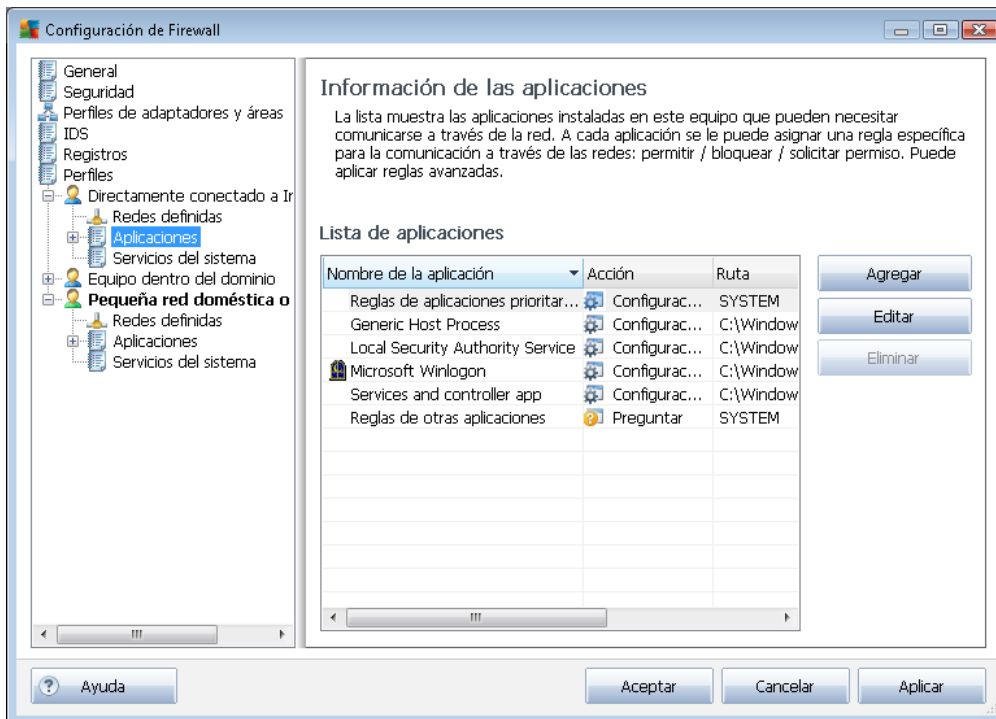 Configuración de Firewall
General
Seguridad
Perfiles de adaptadores y áreas
IDS
Registros
Perfiles
Directamente conectado a Ir
Redes definidas
Aplicaciones
Servicios del sistema
Equipo dentro del dominio
Pequeña red doméstica o
Redes definidas
Aplicaciones
Servicios del sistema
Información de las aplicaciones
La lista muestra las aplicaciones instaladas en este equipo que pueden necesitar
comunicarse a través de la red. A cada aplicación se le puede asignar una regla específica
para la comunicación a través de las redes: permitir / bloquear / solicitar permiso. Puede
aplicar reglas avanzadas.
Lista de aplicaciones
Nombre de la aplicación Acción Ruta
Reglas de aplicaciones prioritar... Configurac... SYSTEM
Generic Host Process Configurac... C:\Window
Local Security Authority Service Configurac... C:\Window
Microsoft Winlogon Configurac... C:\Window
Services and controller app Configurac... C:\Window
Reglas de otras aplicaciones Preguntar SYSTEM
Agregar
Editar
Eliminar
Ayuda
Aceptar
Cancelar
Aplicar